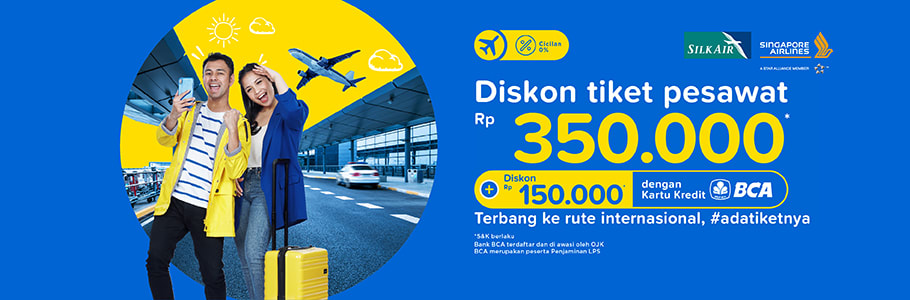 Cicilan
0%
SILKAIR
SINGAPORE
AIRLINES
A STAR ALLIANCE MEMBER
Diskon tiket pesawat
Rp 350.000*
+ Diskon
Rp 150.000*
dengan
Kartu Kredit BCA
Terbang ke rute internasional, #adatiketnya
*S&K berlaku
Bank BCA terdaftar dan di awasi oleh OJK
BCA merupakan peserta Penjaminan LPS